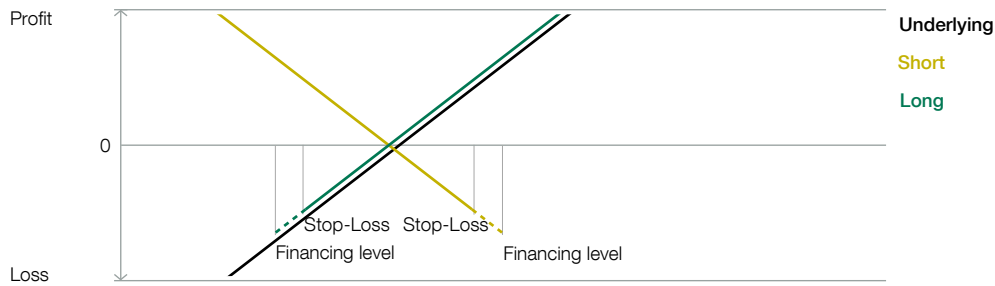 Profit
Underlying
Short
Long
0
Stop-Loss Stop-Loss
Financing level Financing level
Loss